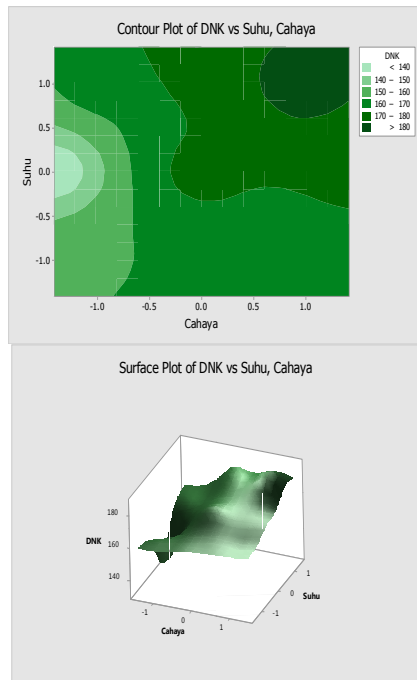 Contour Plot of DNK vs Suhu, Cahaya
DNK
< 140
140 – 150
150 – 160
160 – 170
170 – 180
> 180
Suhu
1.0
0.5
0.0
-0.5
-1.0
-1.0
-0.5
0.0
0.5
1.0
Cahaya
Surface Plot of DNK vs Suhu, Cahaya
DNK
180
160
140
-1
0
1
Cahaya
1
0
-1
Suhu